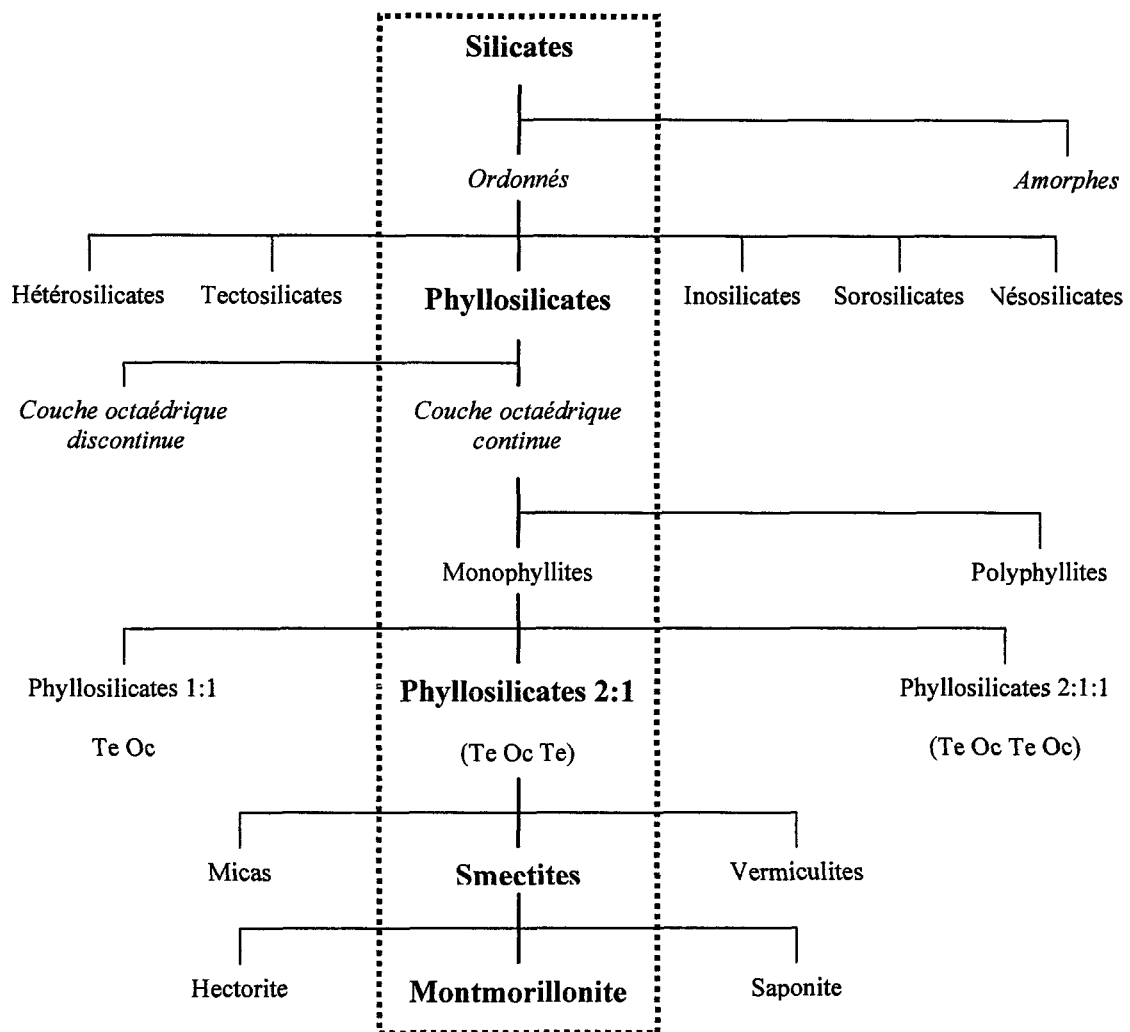 Silicates
Ordonnés
Amorphes
Hétérosilicates
Tectosilicates
Phyllosilicates
Inosilicates
Sorosilicates
Nésosilicates
Couche octaédrique
discontinue
Couche octaédrique
continue
Monophyllites
Polyphyllites
Phyllosilicates 1:1
Te Oc
Phyllosilicates 2:1
(Te Oc Te)
Phyllosilicates 2:1:1
(Te Oc Te Oc)
Micas
Smectites
Vermiculites
Hectorite
Montmorillonite
Saponite